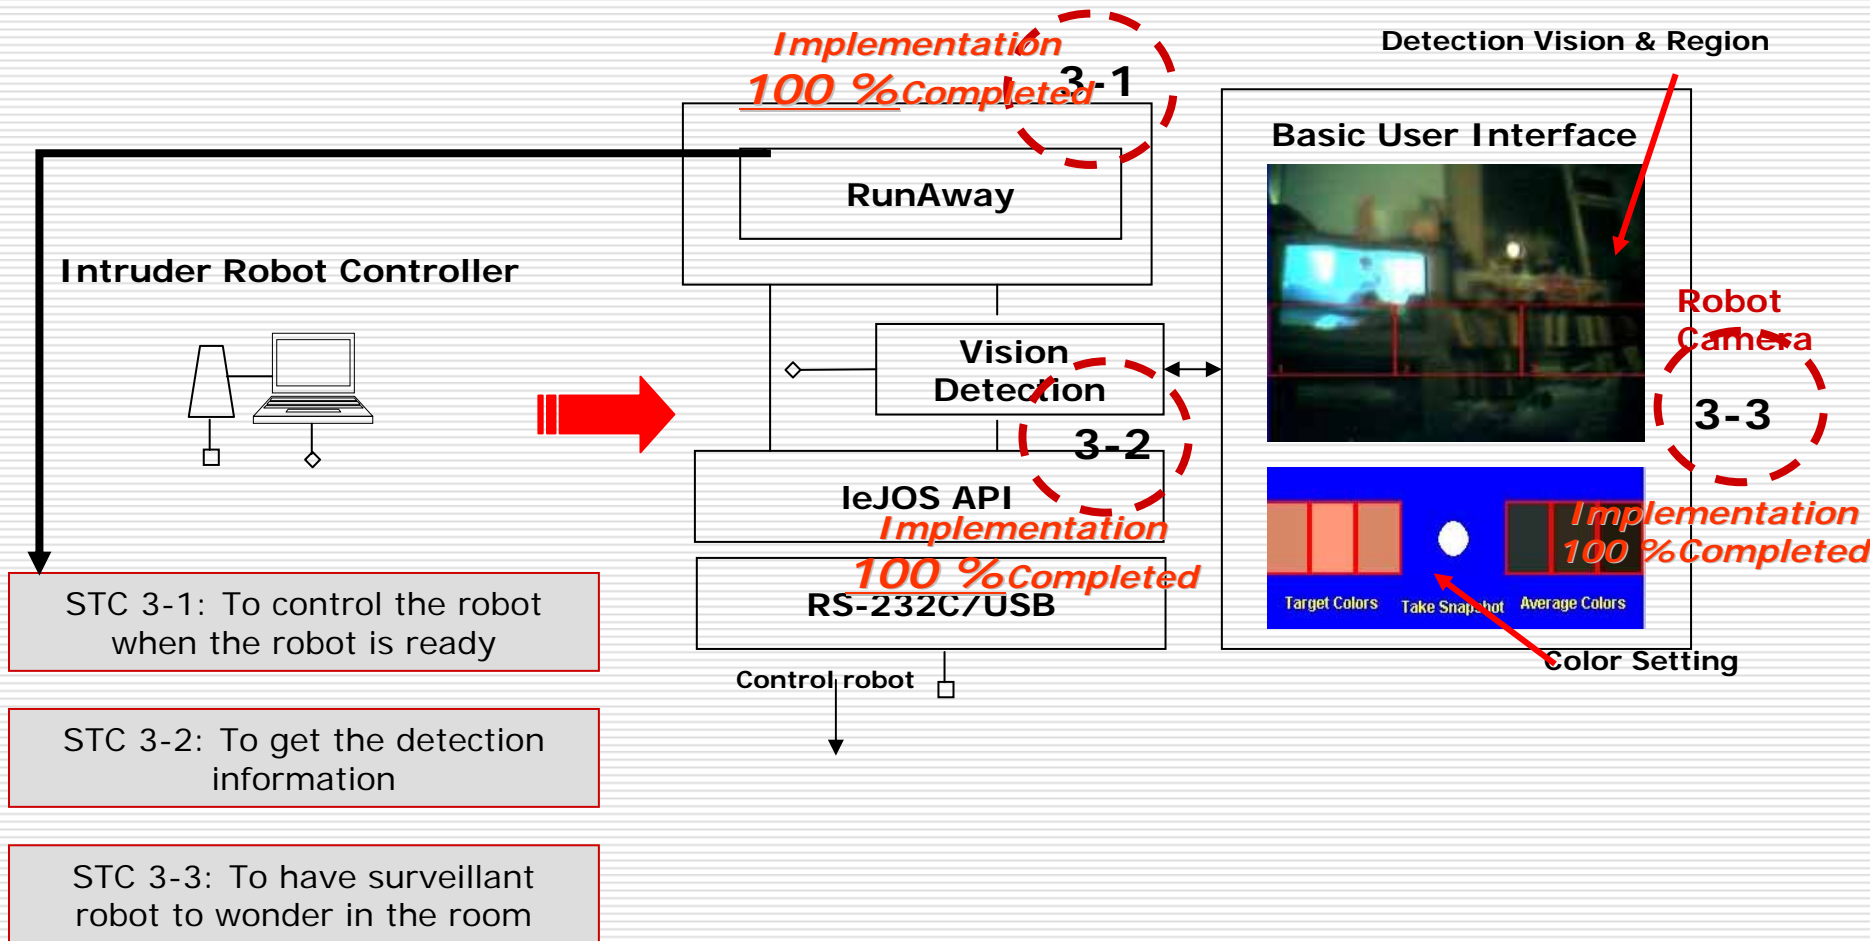 Implementation
100 % Completed
3-1
Detection Vision & Region
Basic User Interface
RunAway
Intruder Robot Controller
Robot
Camera
Vision
Detection
3-2
3-3
leJOS API
Implementation
100 % Completed
Implementation
100 % Completed
RS-232C/USB
Target Colors
Take Snapshot
Average Colors
Color Setting
Control robot
STC 3-1: To control the robot
when the robot is ready
STC 3-2: To get the detection
information
STC 3-3: To have surveillant
robot to wonder in the room